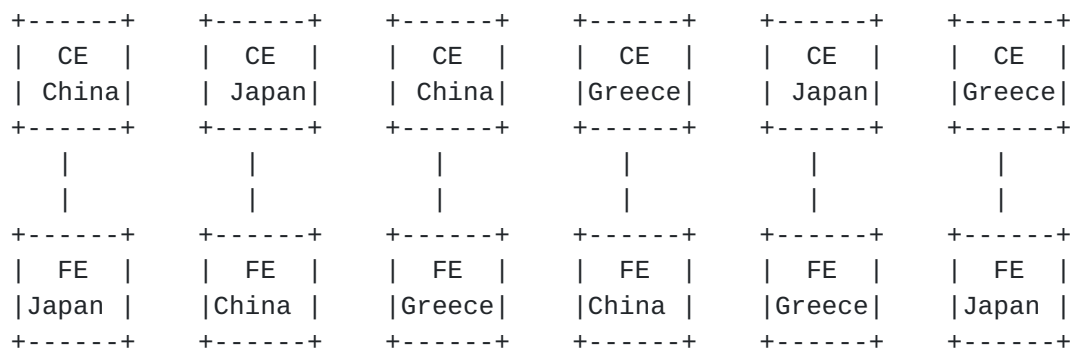 +------+    +------+    +------+    +------+    +------+    +------+
|  CE  |    |  CE  |    |  CE  |    |  CE  |    |  CE  |    |  CE  |
| China|    | Japan|    | China|    |Greece|    | Japan|    |Greece|
+------+    +------+    +------+    +------+    +------+    +------+
   |           |           |           |           |           |
   |           |           |           |           |           |
+------+    +------+    +------+    +------+    +------+    +------+
|  FE  |    |  FE  |    |  FE  |    |  FE  |    |  FE  |    |  FE  |
|Japan |    |China |    |Greece|    |China |    |Greece|    |Japan |
+------+    +------+    +------+    +------+    +------+    +------+